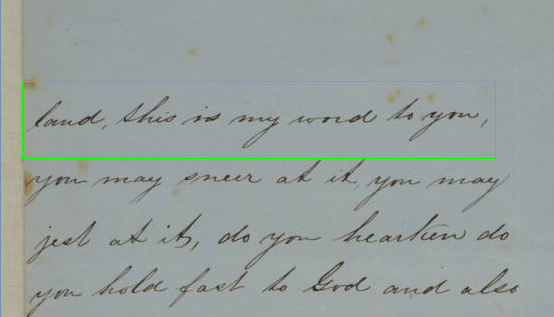 land, this is my word to you,
you may sneer at it, you may
jest at it, do you hearken do
you hold fast to God and also